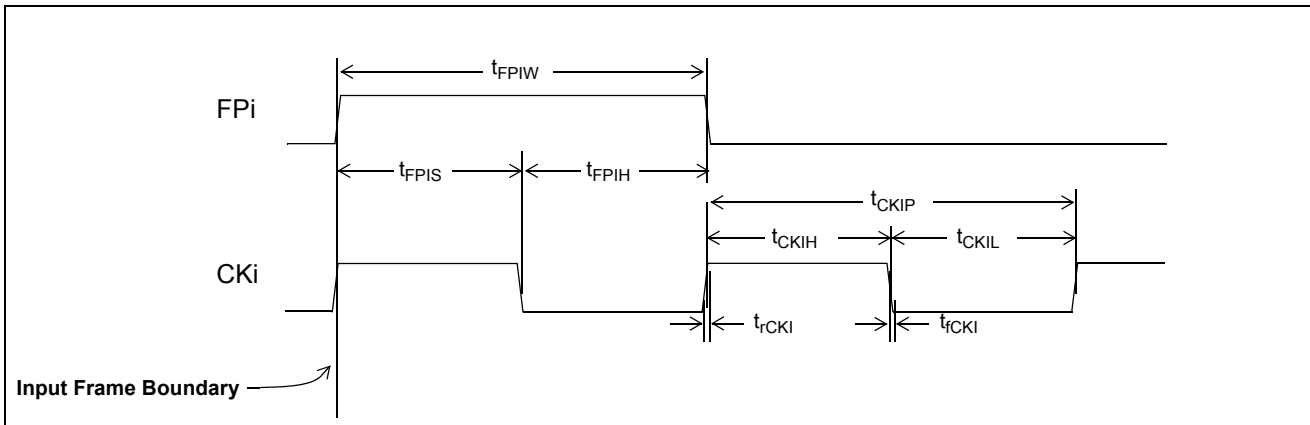 tFPIW
FPi
tFPIS
tFPIH
tCKIP
tCKIH
tCKIL
CKi
trCKI
tfCKI
Input Frame Boundary